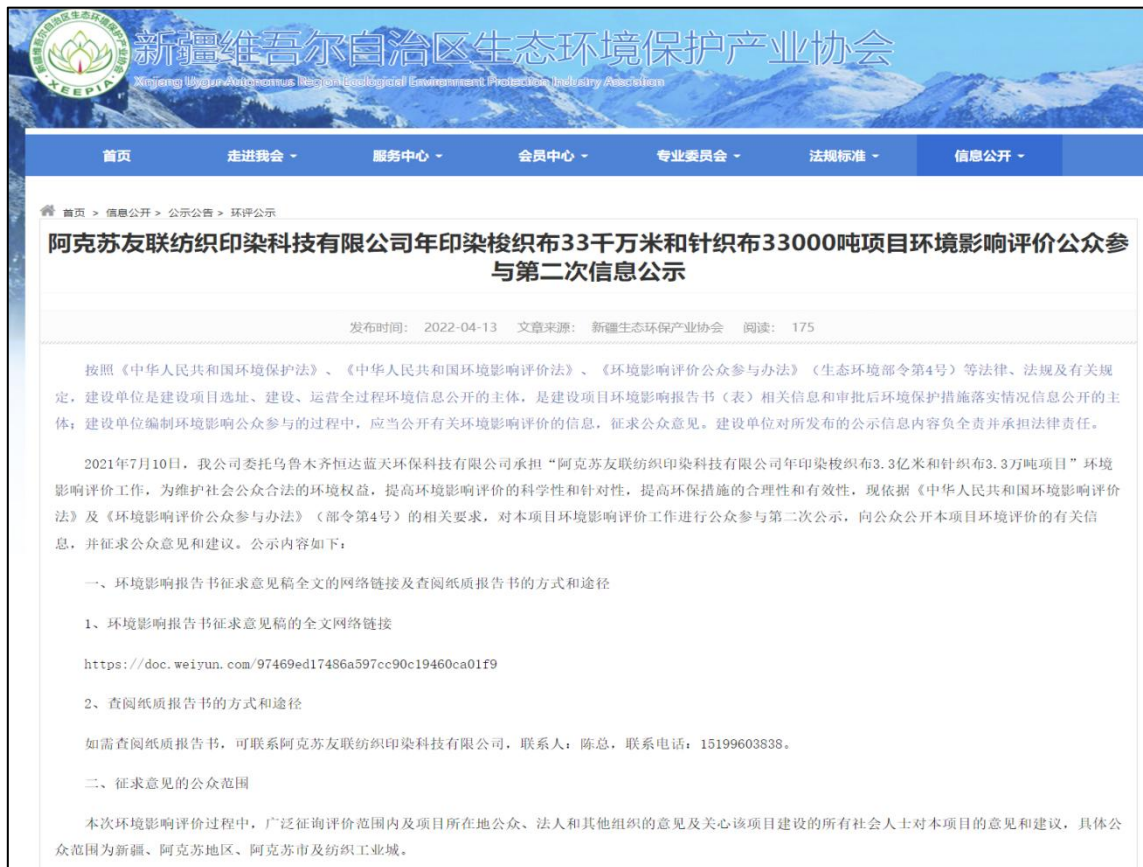 新疆维吾尔自治区生态环境保护产业协会
Xinjiang Uygur Autonomous Region Ecological Environment Protection Industry Association
XEEPIA
首页 走进我会 服务中心 会员中心 专业委员会 法规标准 信息公开
首页 > 信息公开 > 公示公告 > 环评公示
阿克苏友联纺织印染科技有限公司年印染梭织布33千万米和针织布33000吨项目环境影响评价公众参
与第二次信息公示
发布时间: 2022-04-13 文章来源: 新疆生态环保产业协会 阅读: 175
按照《中华人民共和国环境保护法》、《中华人民共和国环境影响评价法》、《环境影响评价公众参与办法》（生态环境部令第4号）等法律、法规及有关规
定，建设单位是建设项目选址、建设、运营全过程环境信息公开的主体，是建设项目环境影响报告书（表）相关信息和审批后环境保护措施落实情况信息公开的主
体；建设单位编制环境影响公众参与的过程中，应当公开有关环境影响评价的信息，征求公众意见。建设单位对所发布的公示信息内容负全责并承担法律责任。
2021年7月10日，我公司委托乌鲁木齐恒达蓝天环保科技有限公司承担“阿克苏友联纺织印染科技有限公司年印染梭织布3.3亿米和针织布3.3万吨项目”环境
影响评价工作，为维护社会公众合法的环境权益，提高环境影响评价的科学性和针对性，提高环保措施的合理性和有效性，现依据《中华人民共和国环境影响评价
法》及《环境影响评价公众参与办法》（部令第4号）的相关要求，对本项目环境影响评价工作进行公众参与第二次公示，向公众公开本项目环境评价的有关信
息，并征求公众意见和建议。公示内容如下：
一、环境影响报告书征求意见稿全文的网络链接及查阅纸质报告书的方式和途径
1、环境影响报告书征求意见稿的全文网络链接
https://doc.weiyun.com/97469ed17486a597cc90c19460ca01f9
2、查阅纸质报告书的方式和途径
如需查阅纸质报告书，可联系阿克苏友联纺织印染科技有限公司，联系人：陈总，联系电话：15199603838。
二、征求意见的公众范围
本次环境影响评价过程中，广泛征询评价范围内及项目所在地公众、法人和其他组织的意见及关心该项目建设的所有社会人士对本项目的意见和建议，具体公
众范围为新疆、阿克苏地区、阿克苏市及纺织工业城。